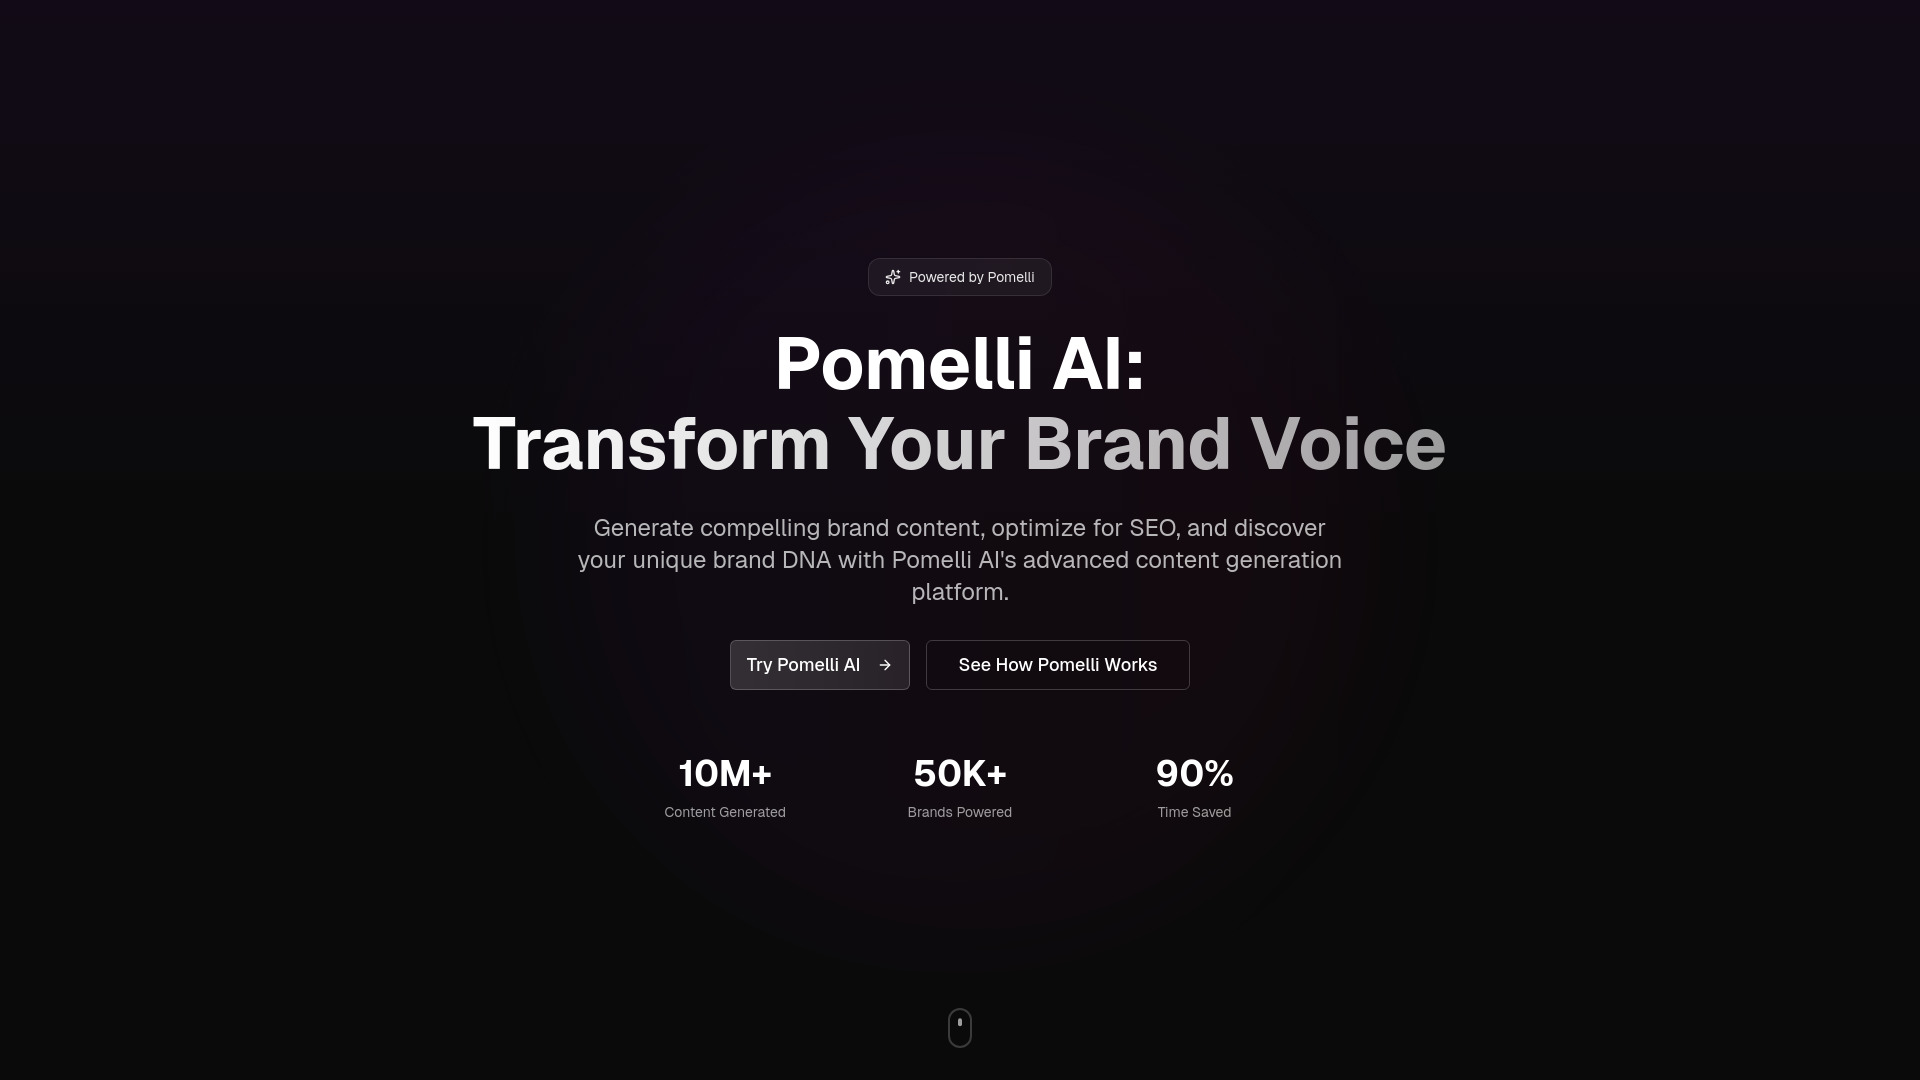 Powered by Pomelli
Pomelli AI:
Transform Your Brand Voice
Generate compelling brand content, optimize for SEO, and discover
your unique brand DNA with Pomelli AI's advanced content generation
platform.
Try Pomelli AI
See How Pomelli Works
10M+
Content Generated
50K+
Brands Powered
90%
Time Saved